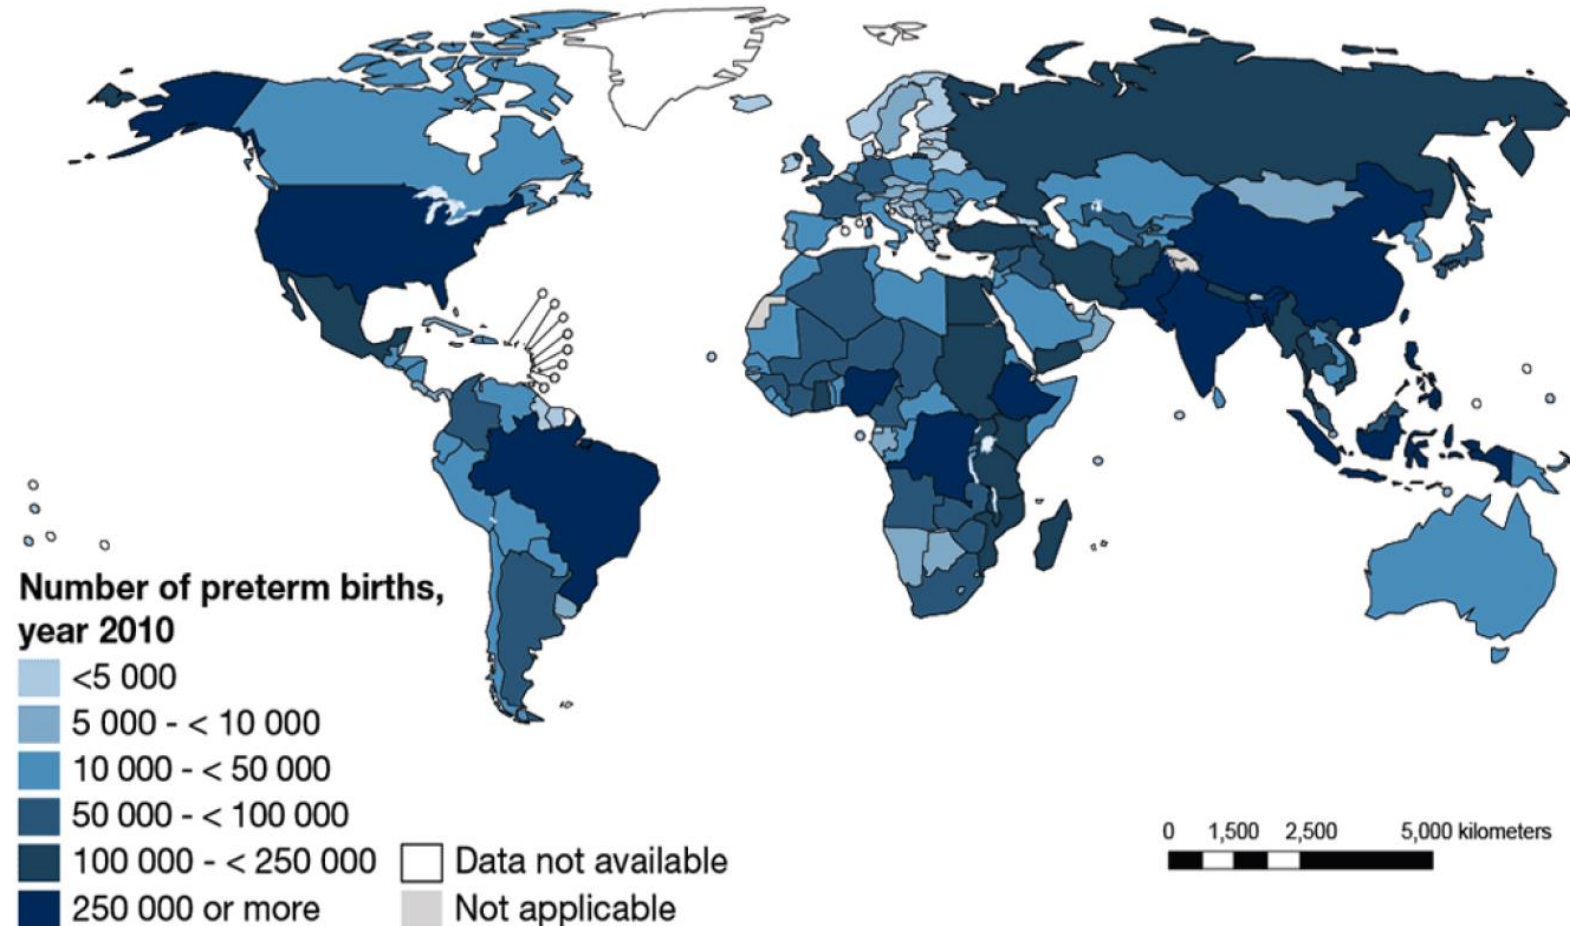 Number of preterm births,
year 2010
<5 000
5 000 - < 10 000
10 000 - < 50 000
50 000 - < 100 000
100 000 - < 250 000
250 000 or more
Data not available
Not applicable
0 1,500 2,500 5,000 kilometers